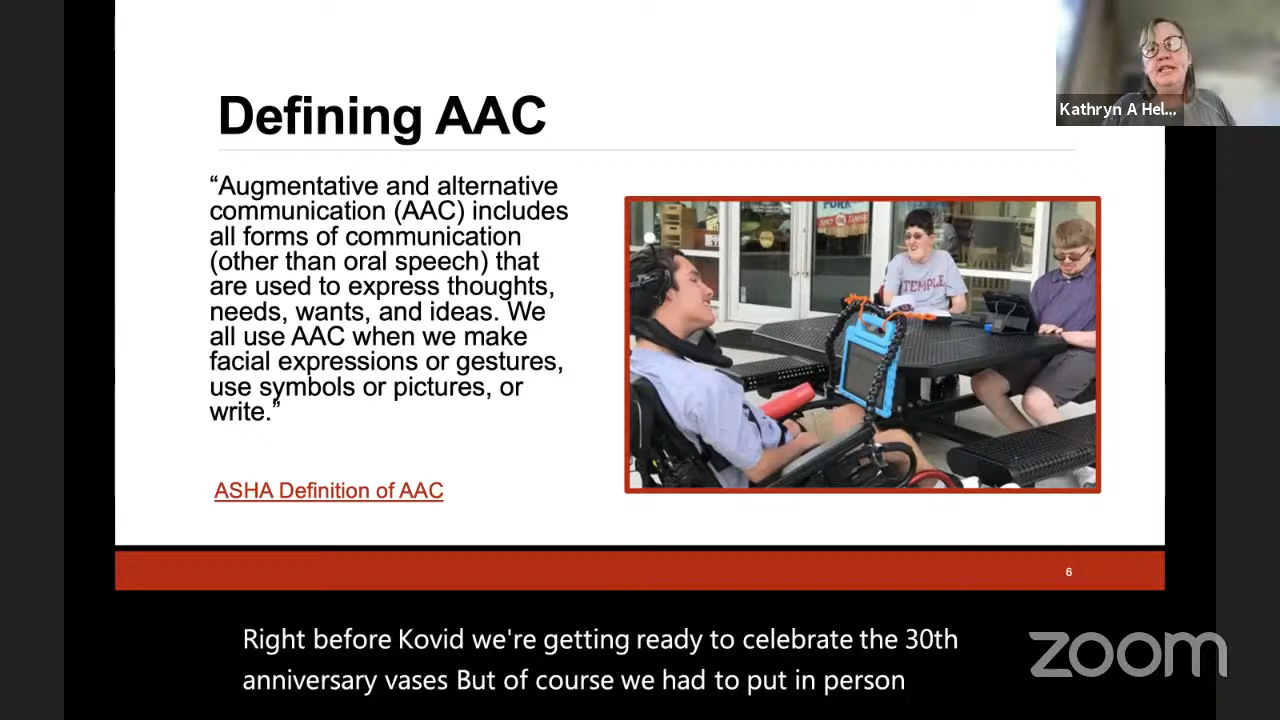 Defining AAC
“Augmentative and alternative
communication (AAC) includes
all forms of communication
(other than oral speech) that
are used to express thoughts,
needs, wants, and ideas. We
all use AAC when we make
facial expressions or gestures,
use symbols or pictures, or
write.”
ASHA Definition of AAC
TEMPLE
6
Kathryn A Hel...
Right before Kovid we're getting ready to celebrate the 30th
anniversary vases But of course we had to put in person
zoom